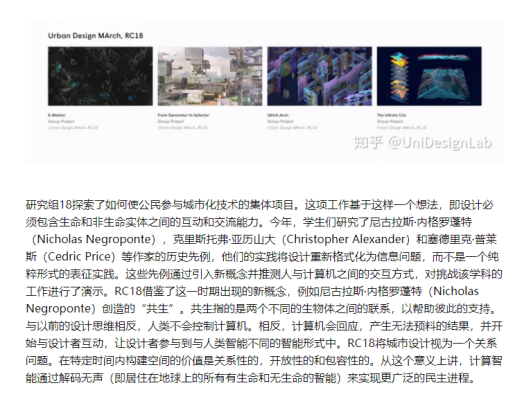 Urban Design MArch, RC18
Group Project
Urban Design MArch, RC18
From Generator to Selector
Group Project
Urban Design MArch, RC18
Glitch.Arch
Group Project
Urban Design MArch, RC18
The Infinite City
Group Project
Urban Design MArch, RC18
知乎 @UniDesignLab
研究组18探索了如何使公民参与城市化技术的集体项目。这项工作基于这样一个想法，即设计必
须包含生命和非生命实体之间的互动和交流能力。今年，学生们研究了尼古拉斯·内格罗蓬特
（Nicholas Negroponte），克里斯托弗·亚历山大（Christopher Alexander）和塞德里克·普莱
斯（Cedric Price）等作家的历史先例，他们的实践将设计重新格式化为信息问题，而不是一个纯
粹形式的表征实践。这些先例通过引入新概念并推测人与计算机之间的交互方式，对挑战该学科的
工作进行了演示。RC18借鉴了这一时期出现的新概念，例如尼古拉斯·内格罗蓬特（Nicholas
Negroponte）创造的“共生”。共生指的是两个不同的生物体之间的联系，以帮助彼此的支持。
与以前的设计思维相反，人类不会控制计算机。相反，计算机会回应，产生无法预料的结果，并开
始与设计者互动，让设计者参与到与人类智能不同的智能形式中。RC18将城市设计视为一个关系
问题。在特定时间内构建空间的价值是关系性的，开放性的和包容性的。从这个意义上讲，计算智
能通过解码无声（即居住在地球上的所有有生命和无生命的智能）来实现更广泛的民主进程。